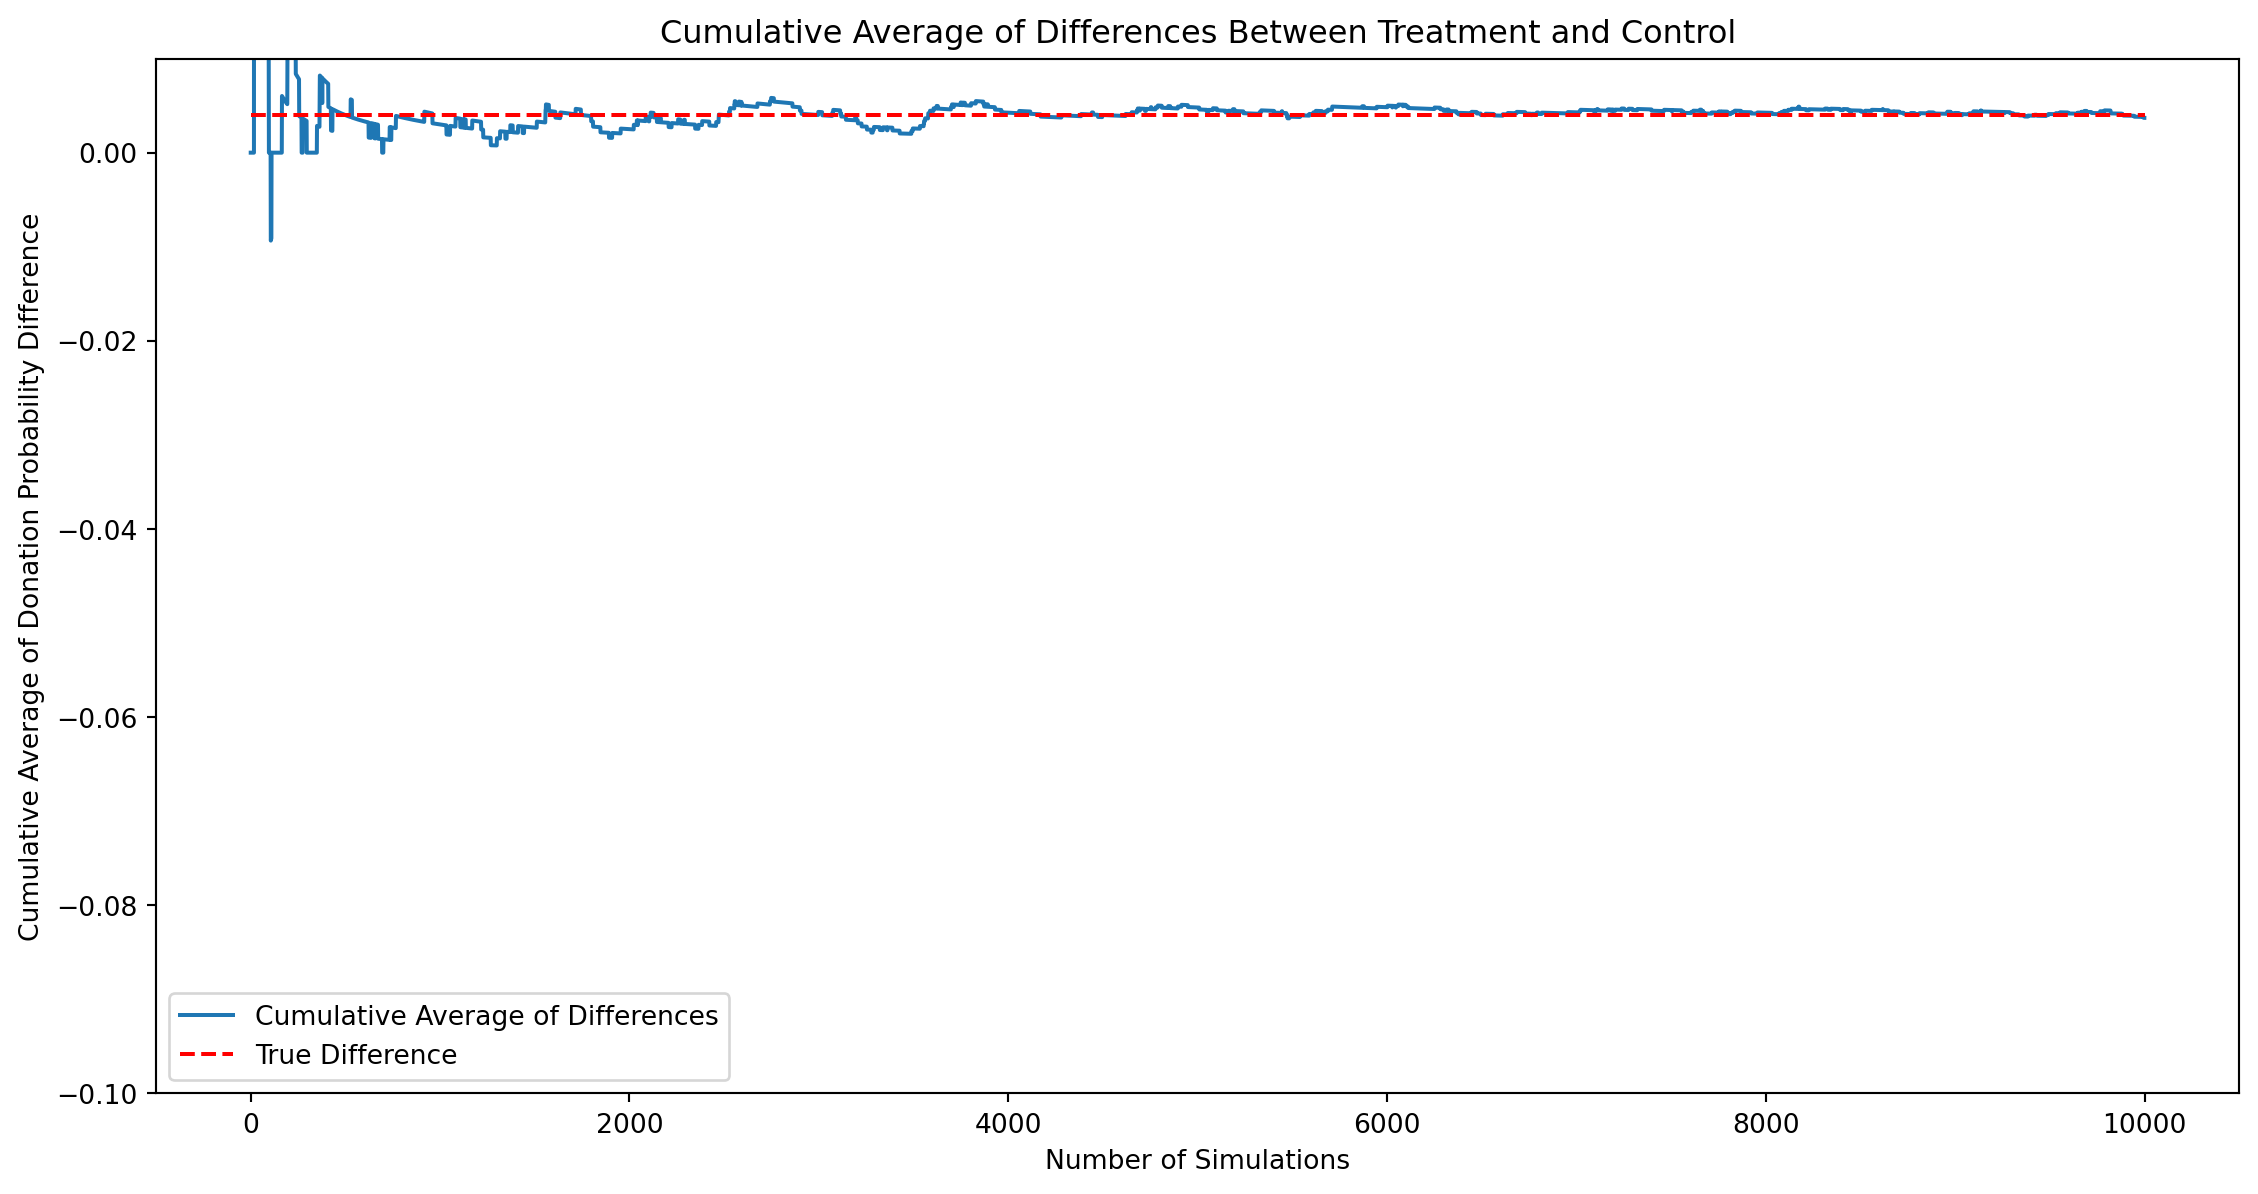 Cumulative Average of Differences Between Treatment and Control
Cumulative Average of Donation Probability Difference
0.00
−0.02
−0.04
−0.06
−0.08
−0.10
Cumulative Average of Differences
True Difference
0
2000
4000
6000
8000
10000
Number of Simulations